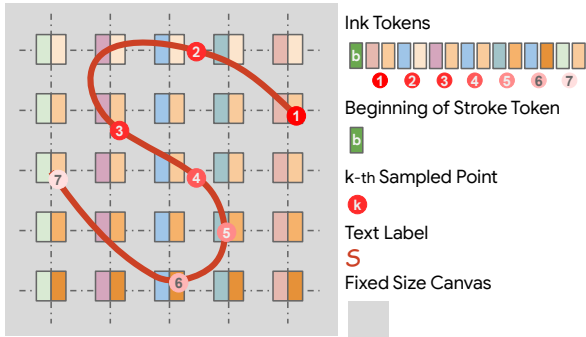 Ink Tokens
b
1 2 3 4 5 6 7
Beginning of Stroke Token
k-th Sampled Point
k
Text Label
S
Fixed Size Canvas
2
1
3
7
4
5
6